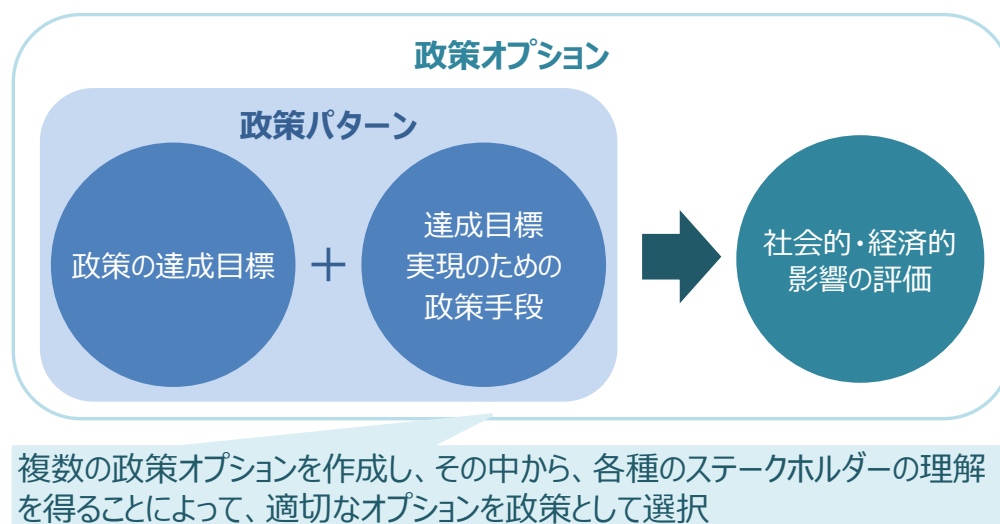 政策オプション
政策パターン
政策の達成目標
+
達成目標
実現のための
政策手段
社会的・経済的
影響の評価
複数の政策オプションを作成し、その中から、各種のステークホルダーの理解
を得ることによって、適切なオプションを政策として選択